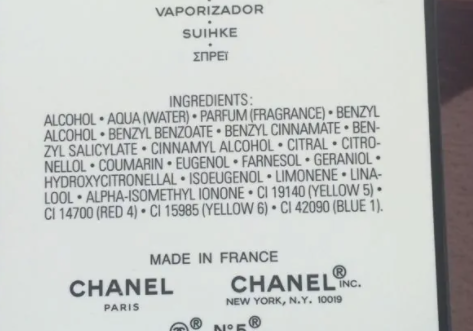 VAPORIZADOR
•
SUIHKE
•
ΣΠΡΕΪ
INGREDIENTS:
ALCOHOL • AQUA (WATER) • PARFUM (FRAGRANCE) • BENZYL
ALCOHOL • BENZYL BENZOATE • BENZYL CINNAMATE • BEN-
ZYL SALICYLATE • CINNAMYL ALCOHOL • CITRAL • CITRO-
NELLOL • COUMARIN • EUGENOL • FARNESOL • GERANIOL •
HYDROXYCITRONELLAL • ISOEUGENOL • LIMONENE • LINA-
LOOL • ALPHA-ISOMETHYL IONONE • CI 19140 (YELLOW 5) •
CI 14700 (RED 4) • CI 15985 (YELLOW 6) • CI 42090 (BLUE 1).
MADE IN FRANCE
CHANEL CHANEL® INC.
PARIS NEW YORK, N.Y. 10019
® N°5®